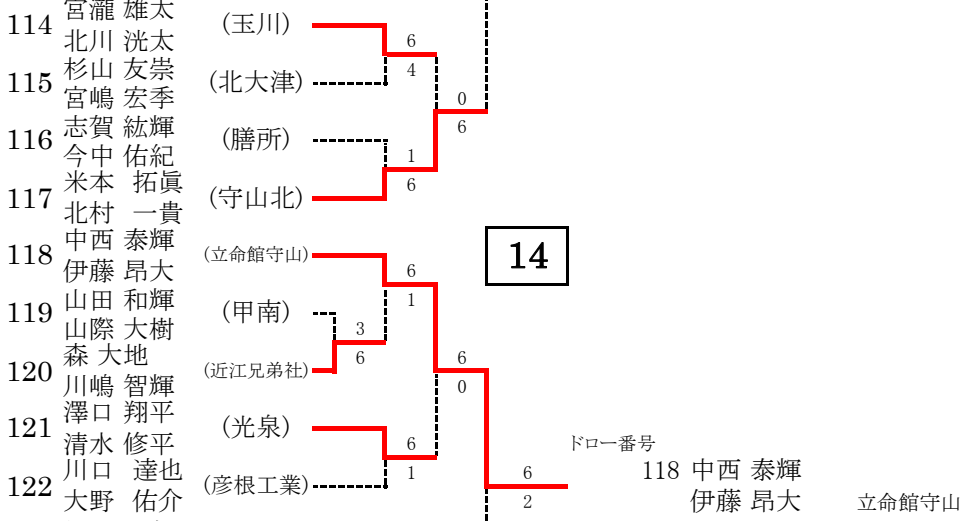 宮瀧 雄太
114 (玉川)
北川 洸太
6
4
杉山 友崇
115 (北大津)
宮嶋 宏季
0
6
志賀 紘輝
116 (膳所)
今中 佑紀
1
6
米本 拓眞
117 (守山北)
北村 一貴
中西 泰輝
118 (立命館守山)
伊藤 昂大
14
6
1
山田 和輝
119 (甲南)
山際 大樹
3
6
森 大地
120 (近江兄弟社)
川嶋 智輝
6
0
澤口 翔平
121 (光泉)
清水 修平
6
1
ドロー番号
川口 達也
122 (彦根工業)
大野 佑介
6
2
118 中西 泰輝
伊藤 昂大 立命館守山